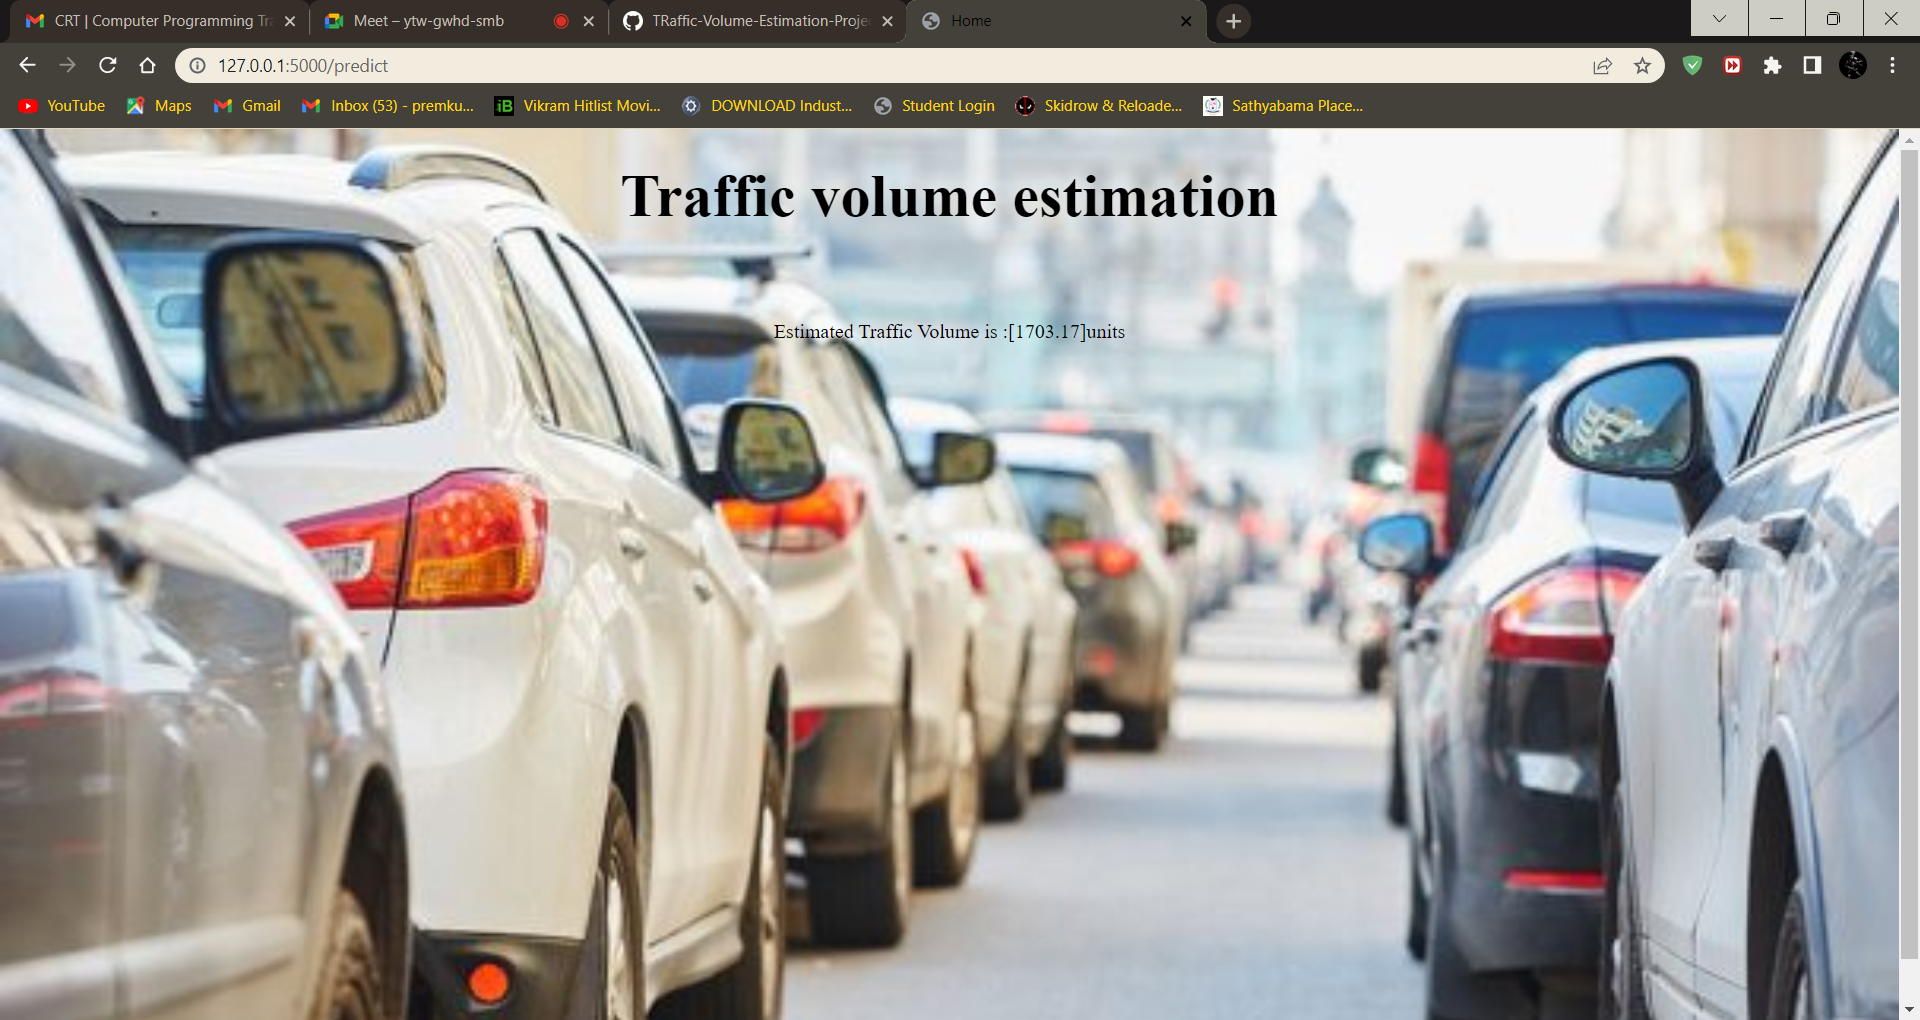 CRT | Computer Programming Tr
Meet – ytw-gwhd-smb
TRaffic-Volume-Estimation-Proje
Home
127.0.0.1:5000/predict
YouTube
Maps
Gmail
Inbox (53) - premku...
iB
Vikram Hitlist Movi...
DOWNLOAD Indust...
Student Login
Skidrow & Reloade...
Sathyabama Place...
Traffic volume estimation
Estimated Traffic Volume is :[1703.17]units